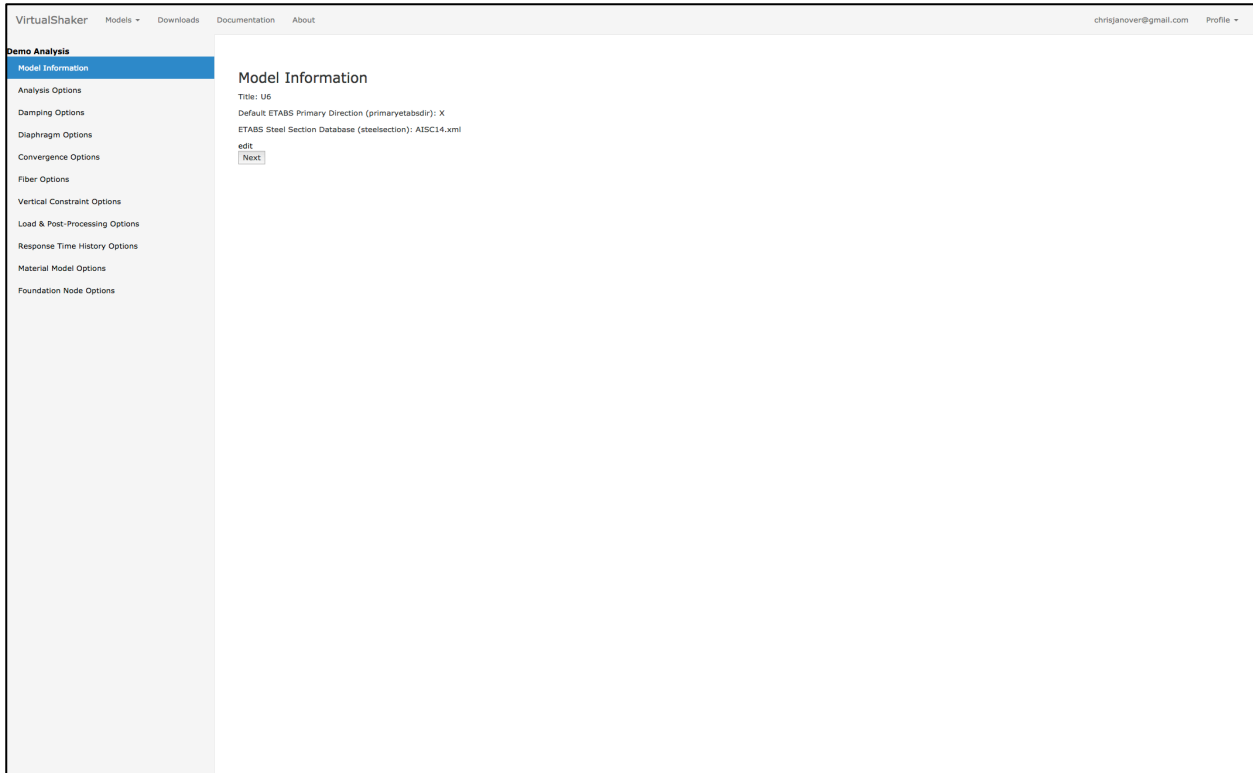 VirtualShaker Models Downloads Documentation About chrisjanover@gmail.com Profile
Demo Analysis
Model Information
Analysis Options
Damping Options
Diaphragm Options
Convergence Options
Fiber Options
Vertical Constraint Options
Load & Post-Processing Options
Response Time History Options
Material Model Options
Foundation Node Options
Model Information
Title: U6
Default ETABS Primary Direction (primaryetabsdir): X
ETABS Steel Section Database (steelsection): AISC14.xml
edit
Next